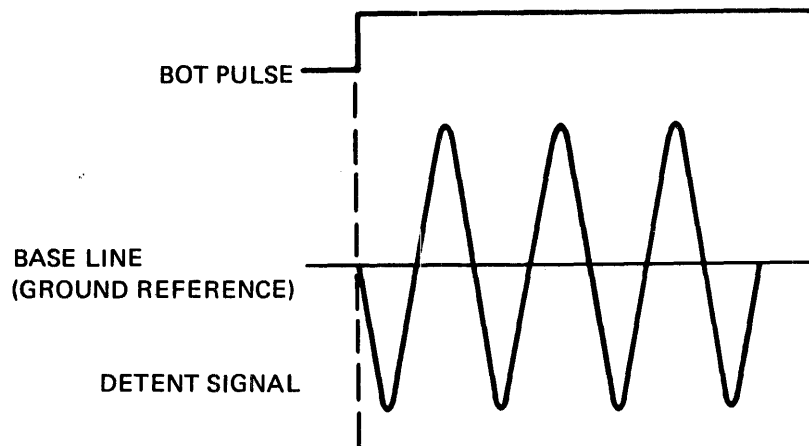 BOT PULSE
BASE LINE
(GROUND REFERENCE)
DETENT SIGNAL